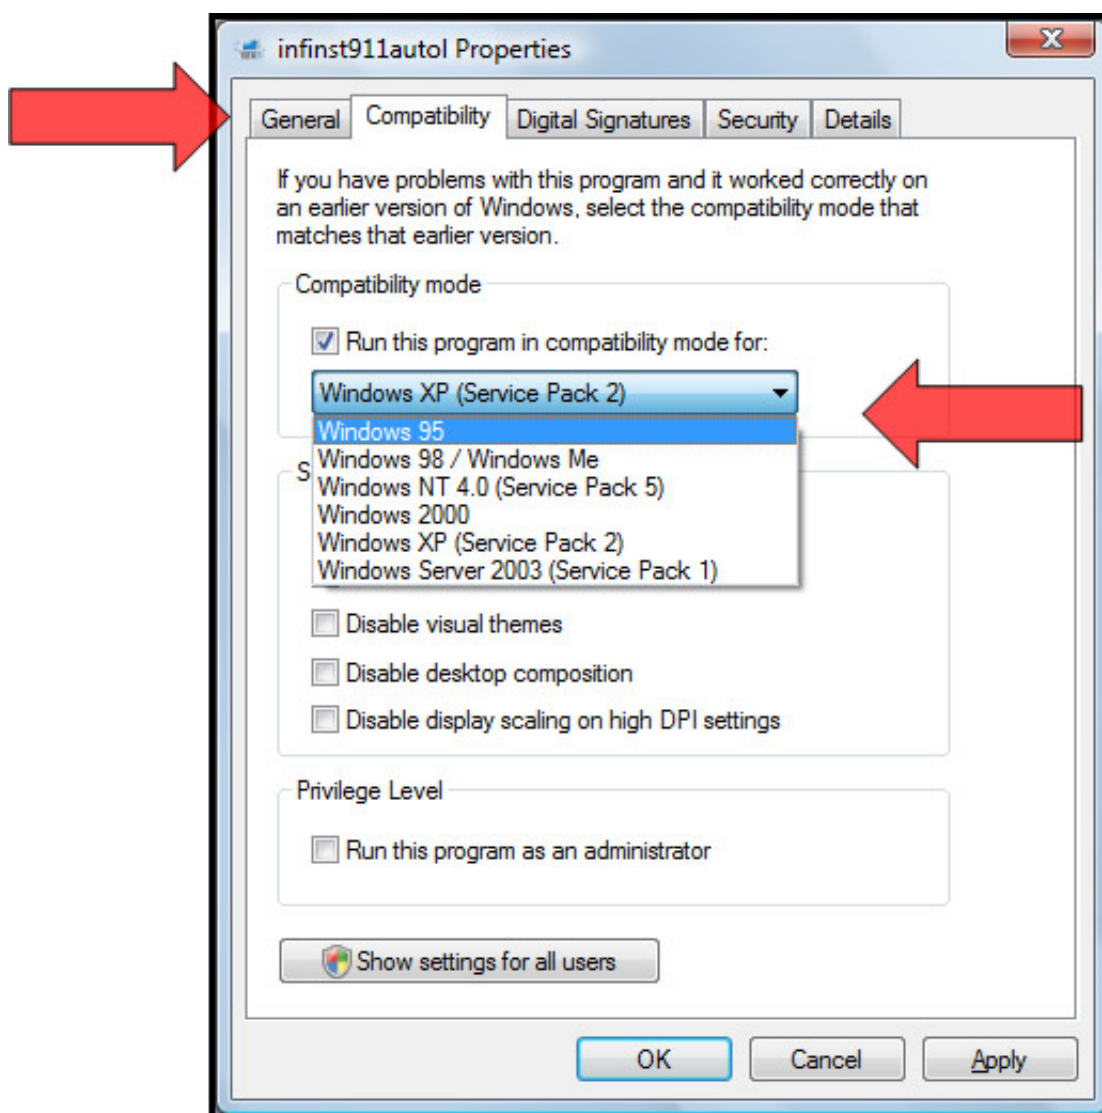 infinst911autol Properties
General Compatibility Digital Signatures Security Details
If you have problems with this program and it worked correctly on
an earlier version of Windows, select the compatibility mode that
matches that earlier version.
Compatibility mode
Run this program in compatibility mode for:
Windows XP (Service Pack 2)
Windows 95
Windows 98 / Windows Me
Windows NT 4.0 (Service Pack 5)
Windows 2000
Windows XP (Service Pack 2)
Windows Server 2003 (Service Pack 1)
Disable visual themes
Disable desktop composition
Disable display scaling on high DPI settings
Privilege Level
Run this program as an administrator
Show settings for all users
OK Cancel Apply